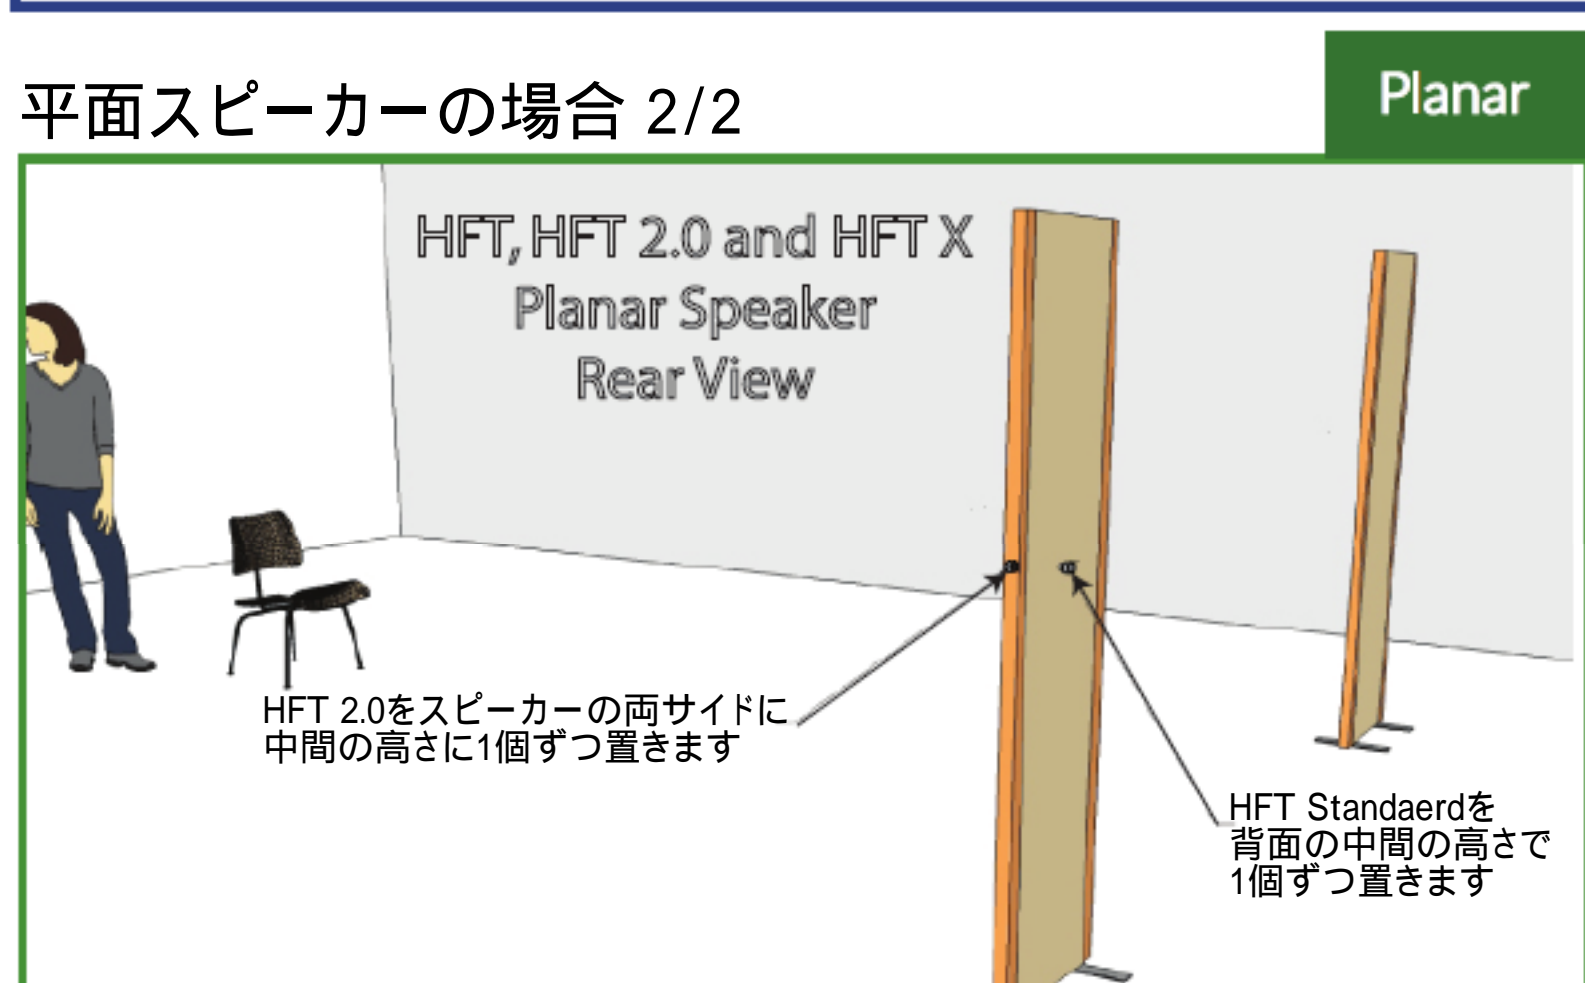 平面スピーカーの場合 2/2
Planar
HFT, HFT 2.0 and HFT X
Planar Speaker
Rear View
HFT 2.0をスピーカーの両サイドに
中間の高さに1個ずつ置きます
HFT Standaerdを
背面の中間の高さで
1個ずつ置きます